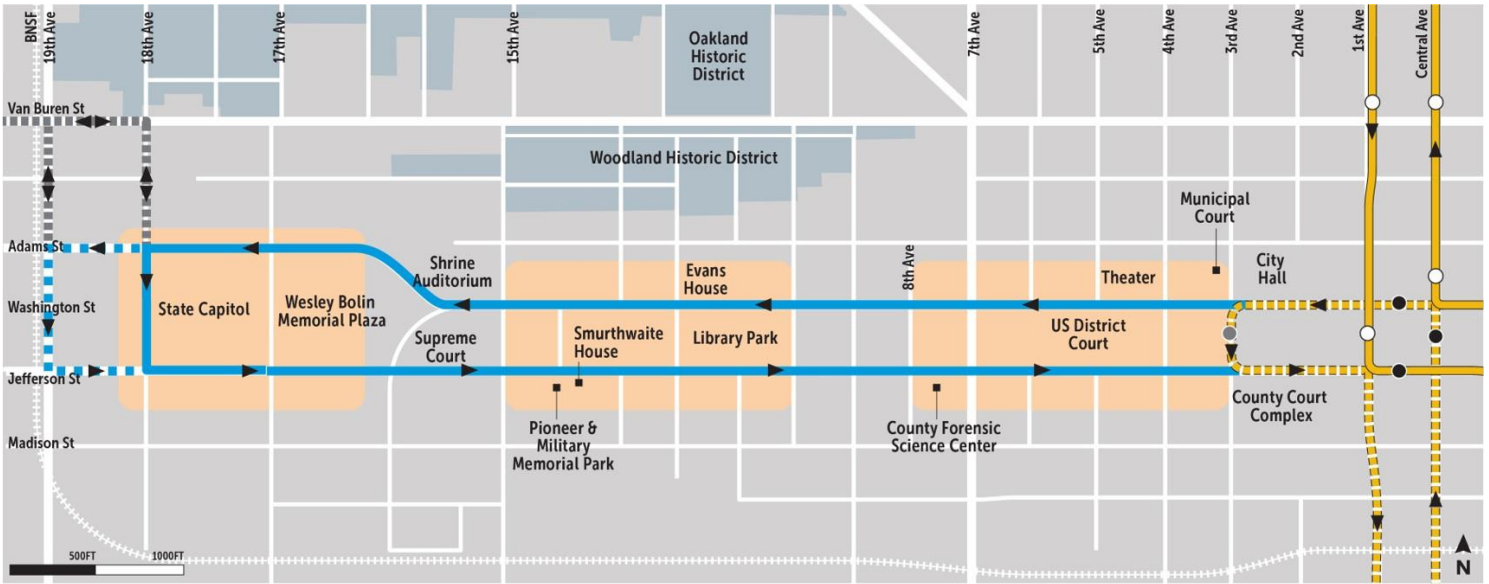 BNSF
19th Ave
18th Ave
17th Ave
15th Ave
7th Ave
5th Ave
4th Ave
3rd Ave
2nd Ave
1st Ave
Central Ave
Oakland
Historic
District
Van Buren St
Woodland Historic District
Municipal
Court
Adams St
Shrine
Auditorium
Evans
House
8th Ave
Theater
City
Hall
Washington St
State Capitol
Wesley Bolin
Memorial Plaza
Supreme
Court
Smurthwaite
House
Library Park
US District
Court
Jefferson St
County Court
Complex
Pioneer &
Military
Memorial Park
County Forensic
Science Center
Madison St
500FT
1000FT
N